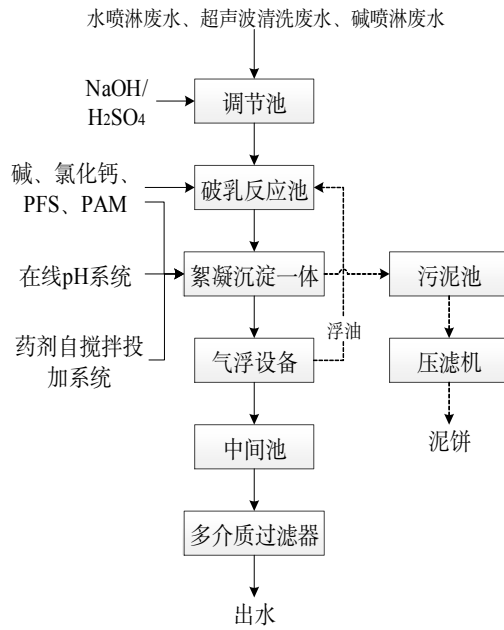 水喷淋废水、超声波清洗废水、碱喷淋废水
NaOH/
H2SO4
调节池
碱、氯化钙、
PFS、PAM
破乳反应池
在线pH系统
絮凝沉淀一体
污泥池
浮油
药剂自搅拌投
加系统
气浮设备
压滤机
泥饼
中间池
多介质过滤器
出水